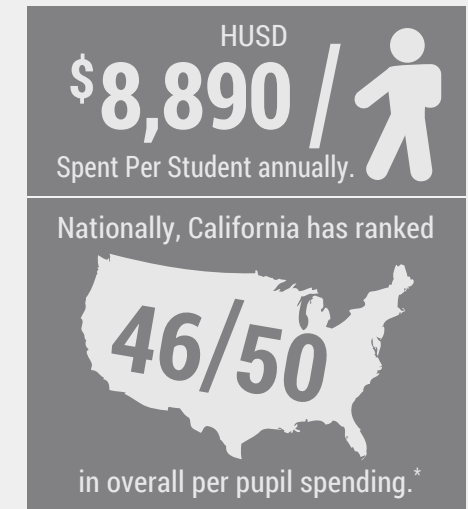 HUSD
$8,890 /
Spent Per Student annually.
Nationally, California has ranked
46/50
in overall per pupil spending.*